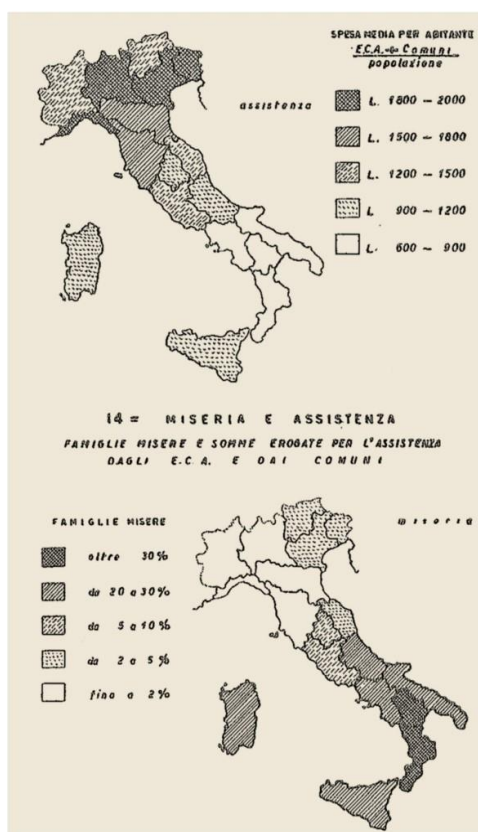 SPESA MEDIA PER ABITANTE
E.C.A. e Comuni
popolazione
assistenza
L. 1800 – 2000
L. 1500 – 1800
L. 1200 – 1500
L 900 – 1200
L. 600 – 900
14 = MISERIA E ASSISTENZA
FAMIGLIE MISERE E SOMME EROGATE PER L'ASSISTENZA
DAGLI E.C.A. E DAI COMUNI
FAMIGLIE MISERE
miseria
oltre 30%
da 20 a 30%
da 5 a 10%
da 2 a 5%
fino a 2%